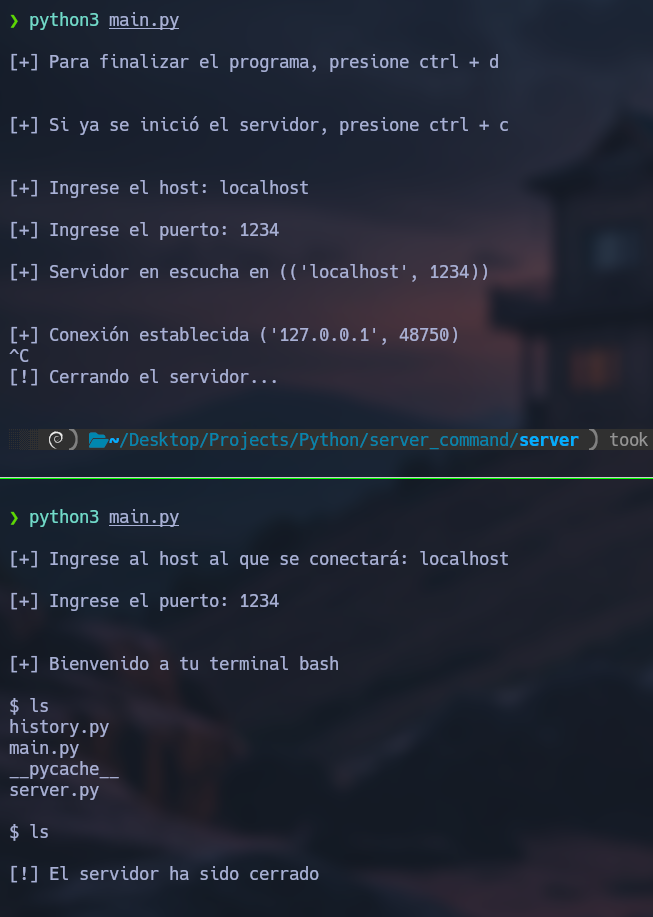 ❯ python3 main.py
[+] Para finalizar el programa, presione ctrl + d
[+] Si ya se inició el servidor, presione ctrl + c
[+] Ingrese el host: localhost
[+] Ingrese el puerto: 1234
[+] Servidor en escucha en (('localhost', 1234))
[+] Conexión establecida ('127.0.0.1', 48750)
^C
[!] Cerrando el servidor...
~/Desktop/Projects/Python/server_command/server ) took
❯ python3 main.py
[+] Ingrese al host al que se conectará: localhost
[+] Ingrese el puerto: 1234
[+] Bienvenido a tu terminal bash
$ ls
history.py
main.py
__pycache__
server.py
$ ls
[!] El servidor ha sido cerrado